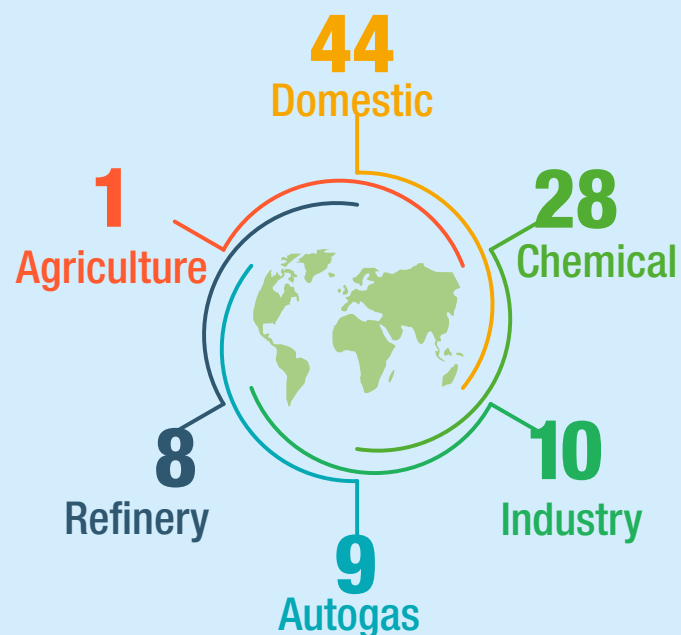 44
Domestic
28
Chemical
10
Industry
9
Autogas
8
Refinery
1
Agriculture